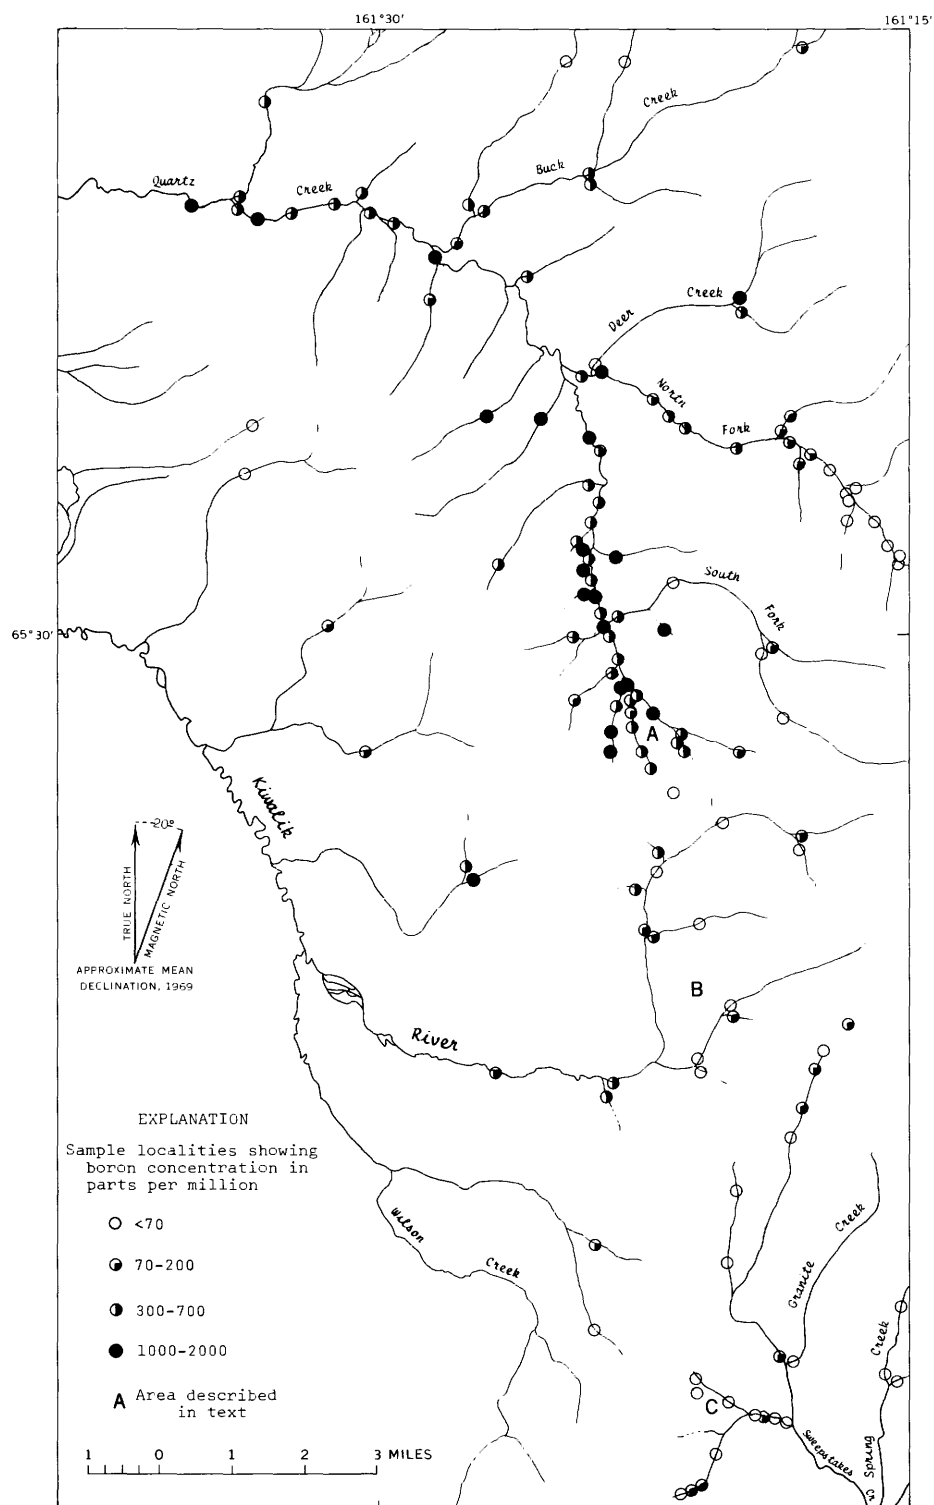 161°30'
161°15'
Creek
Quartz
Creek
Buck
Creek
Deer
North
Fork
South
Fork
65°30'
A
Kiwalik
20°
TRUE NORTH
MAGNETIC NORTH
APPROXIMATE MEAN
DECLINATION, 1969
B
River
EXPLANATION
Sample localities showing
boron concentration in
parts per million
<70
70-200
300-700
1000-2000
A Area described
in text
Wilson
Creek
Granite
Creek
Creek
C
Sweepstakes
Spring
1 0 1 2 3 MILES